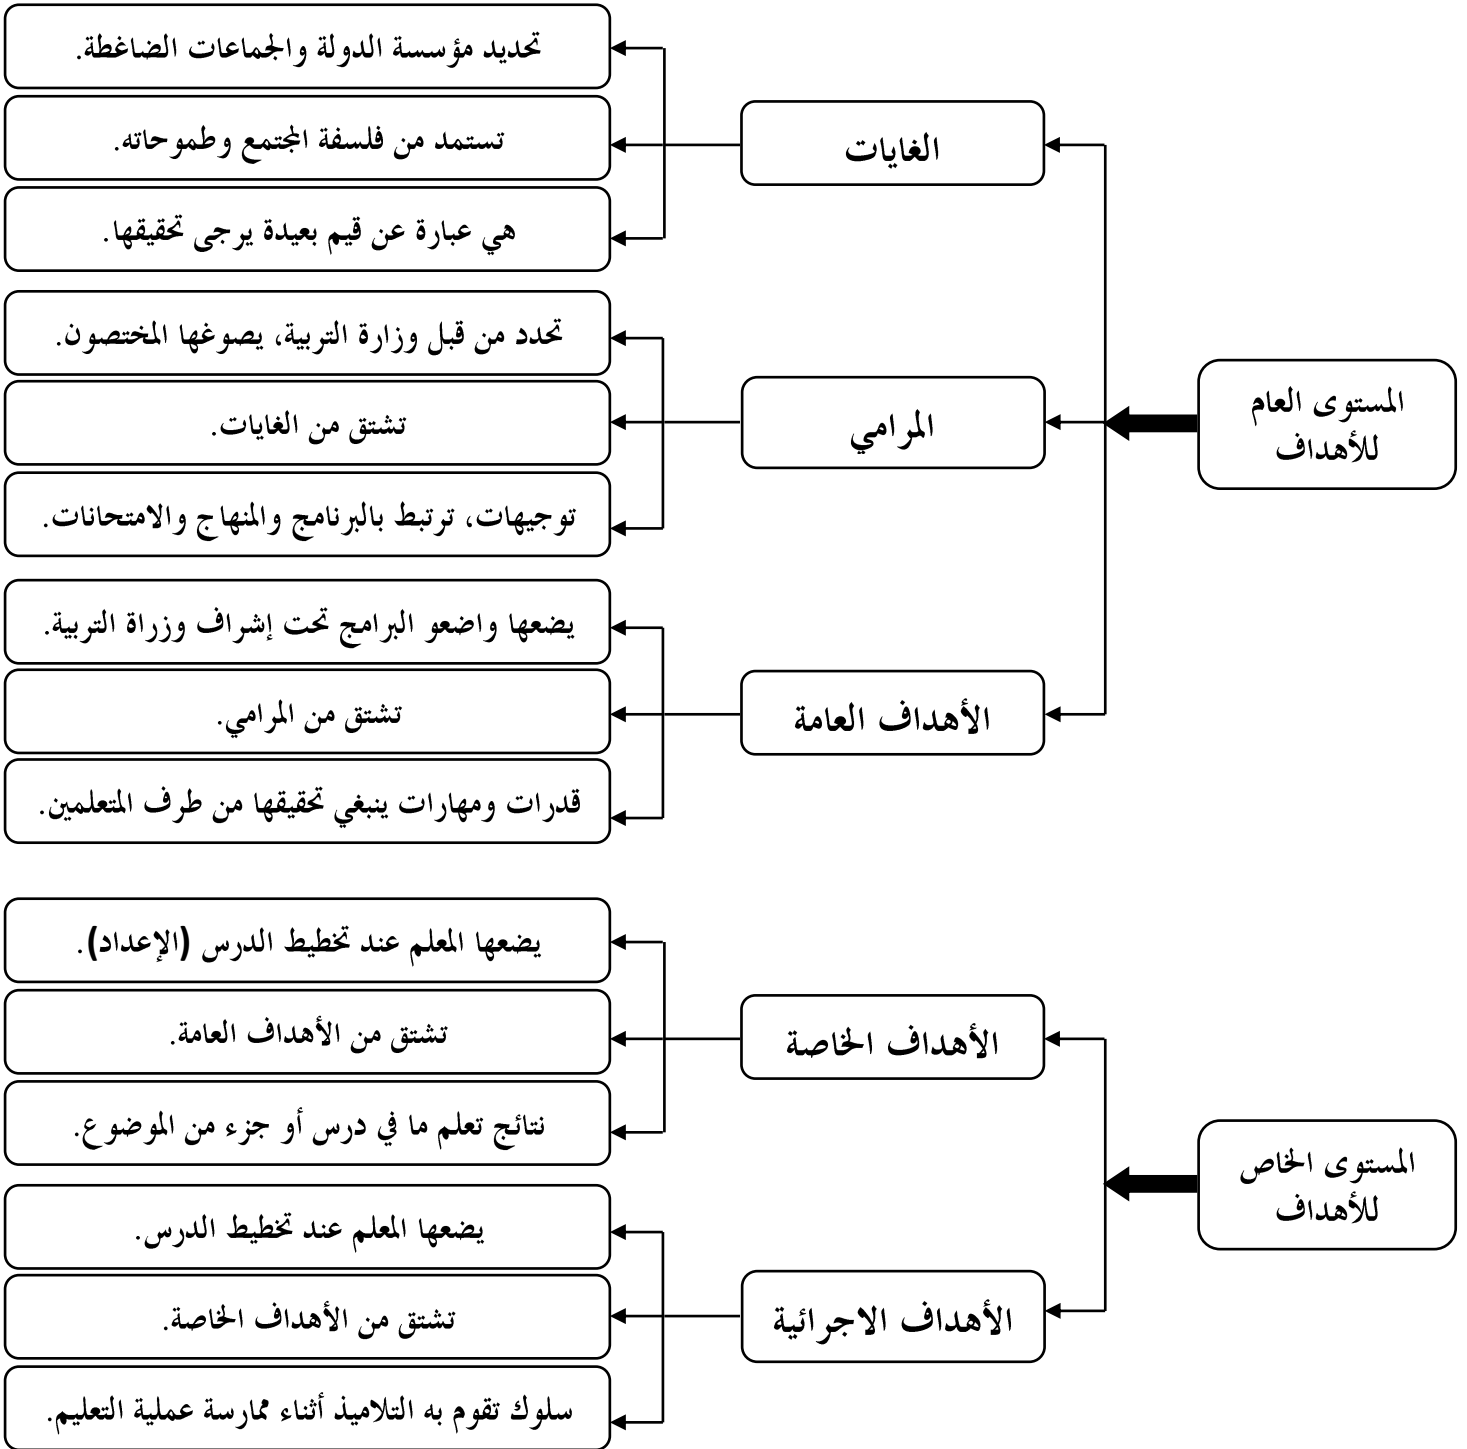 المستوى العام
للأهداف
الغايات
تحديد مؤسسة الدولة والجماعات الضاغطة.
تستمد من فلسفة المجتمع وطموحاته.
هي عبارة عن قيم بعيدة يرجى تحقيقها.
المرامي
تحدد من قبل وزارة التربية، يصوغها المختصون.
تشتق من الغايات.
توجيهات، ترتبط بالبرنامج والمنهاج والامتحانات.
الأهداف العامة
يضعها واضعو البرامج تحت إشراف وزراة التربية.
تشتق من المرامي.
قدرات ومهارات ينبغي تحقيقها من طرف المتعلمين.
المستوى الخاص
للأهداف
الأهداف الخاصة
يضعها المعلم عند تخطيط الدرس (الإعداد).
تشتق من الأهداف العامة.
نتائج تعلم ما في درس أو جزء من الموضوع.
الأهداف الاجرائية
يضعها المعلم عند تخطيط الدرس.
تشتق من الأهداف الخاصة.
سلوك تقوم به التلاميذ أثناء ممارسة عملية التعليم.